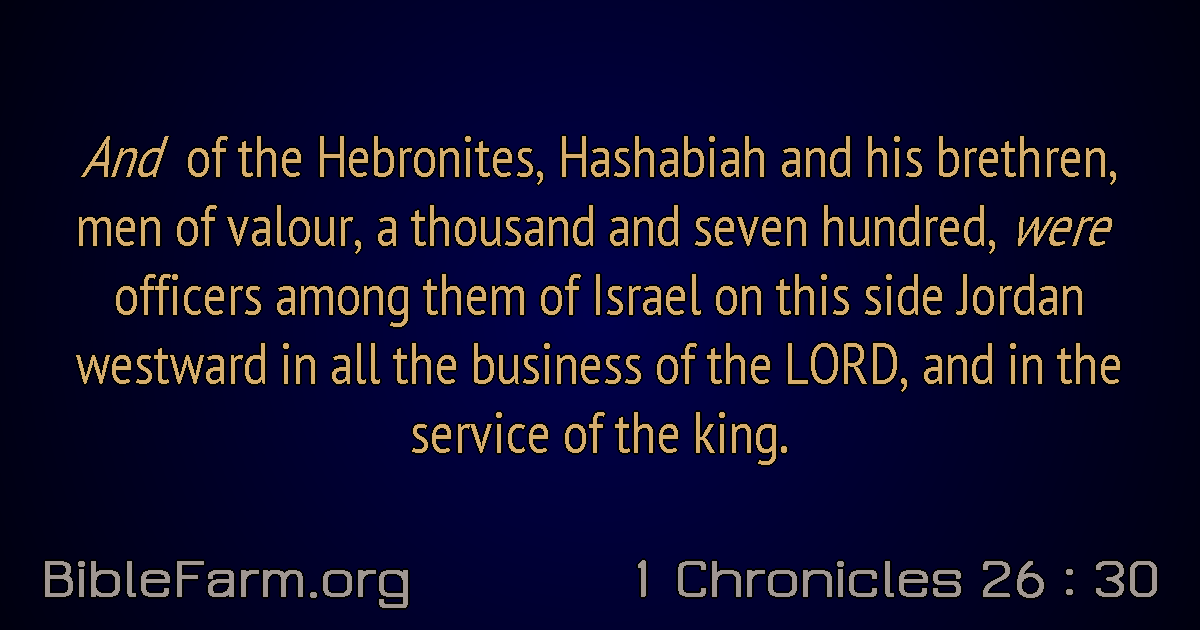 And of the Hebronites, Hashabiah and his brethren,
men of valour, a thousand and seven hundred, were
officers among them of Israel on this side Jordan
westward in all the business of the LORD, and in the
service of the king.
BibleFarm.org
1 Chronicles 26 : 30